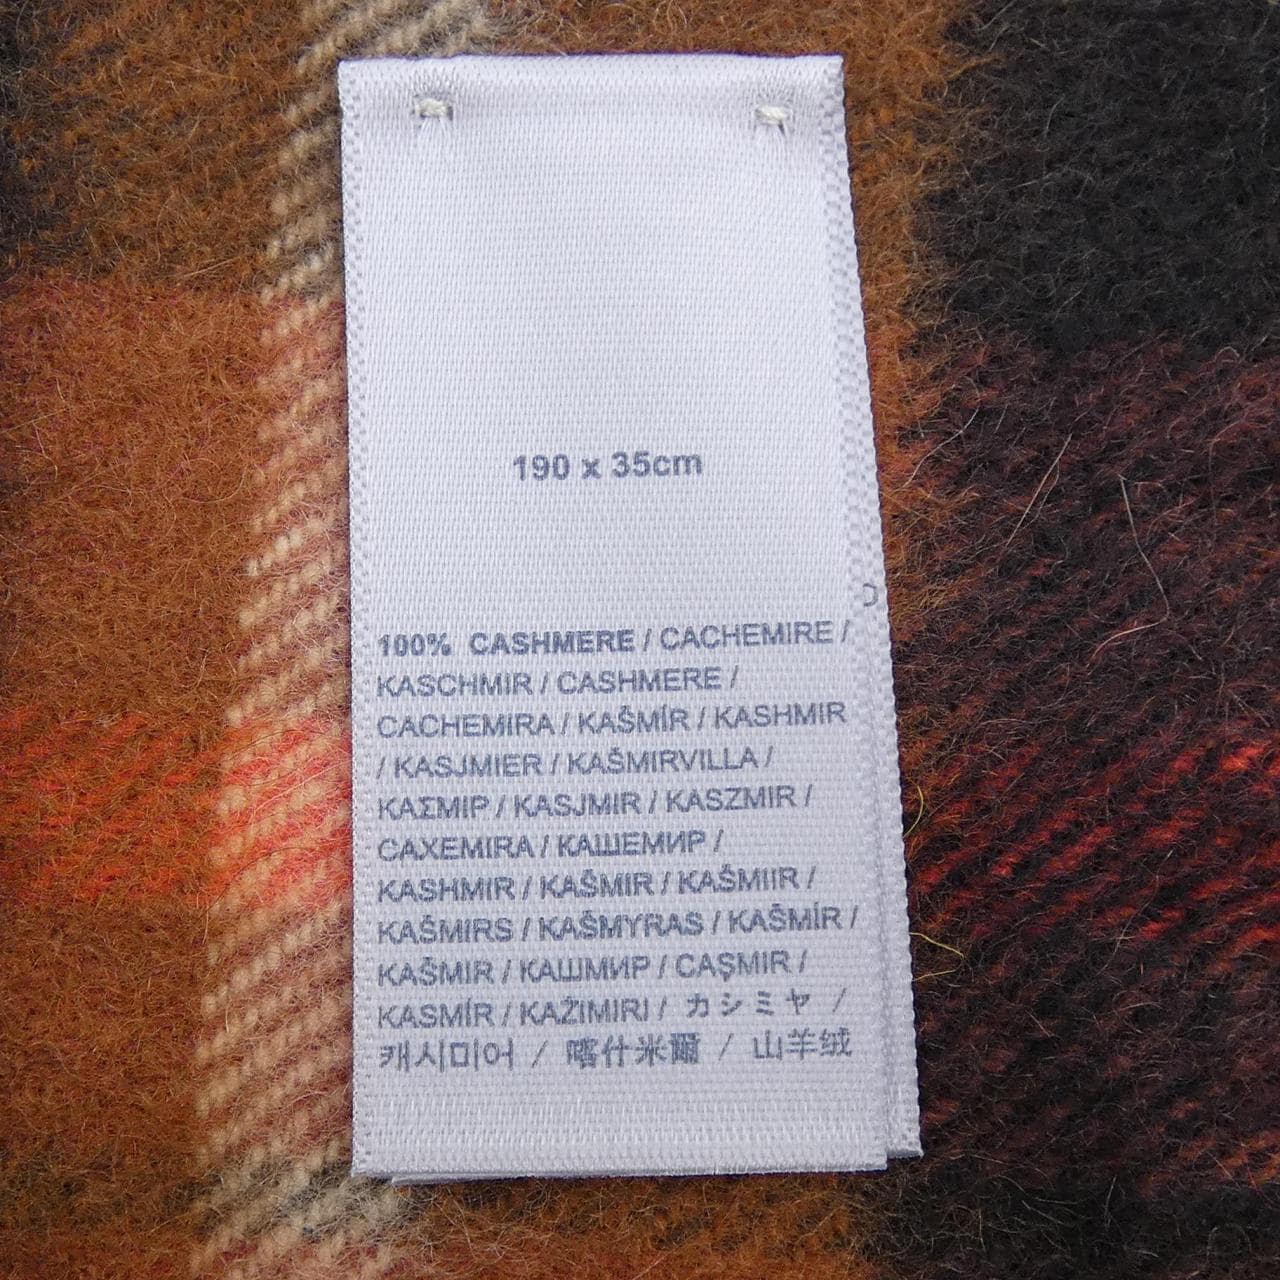 190 x 35cm
100% CASHMERE / CACHEMIRE /
KASCHMIR / CASHMERE /
CACHEMIRA / KAŠMÍR / KASHMIR
/ KASJMIER / KAŠMIRVILLA /
ΚΑΣΜΙΡ / KASJMIR / KASZMIR /
CAXEMIRA / КАШЕМИР /
KASHMIR / KAŠMIR / KAŠMIIR /
KAŠMIRS / KAŠMYRAS / KAŠMÍR /
KAŠMIR / КАШМИР / CAŞMIR /
KASMÍR / KAŻIMIRI / カシミヤ /
캐시미어 / 喀什米爾 / 山羊绒